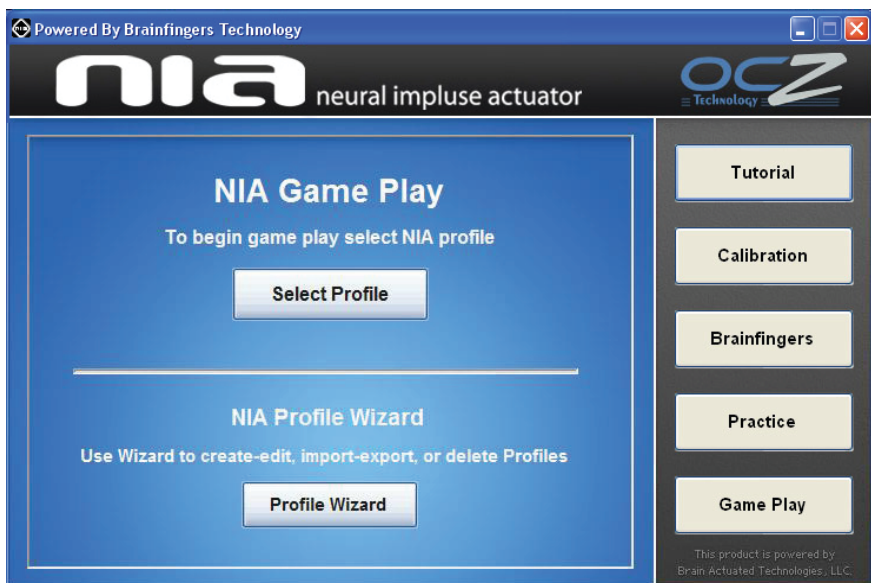 Powered By Brainfingers Technology
nia neural impluse actuator
OCZ
Technology
NIA Game Play
To begin game play select NIA profile
Select Profile
NIA Profile Wizard
Use Wizard to create-edit, import-export, or delete Profiles
Profile Wizard
Tutorial
Calibration
Brainfingers
Practice
Game Play
This product is powered by
Brain Actuated Technologies, LLC.